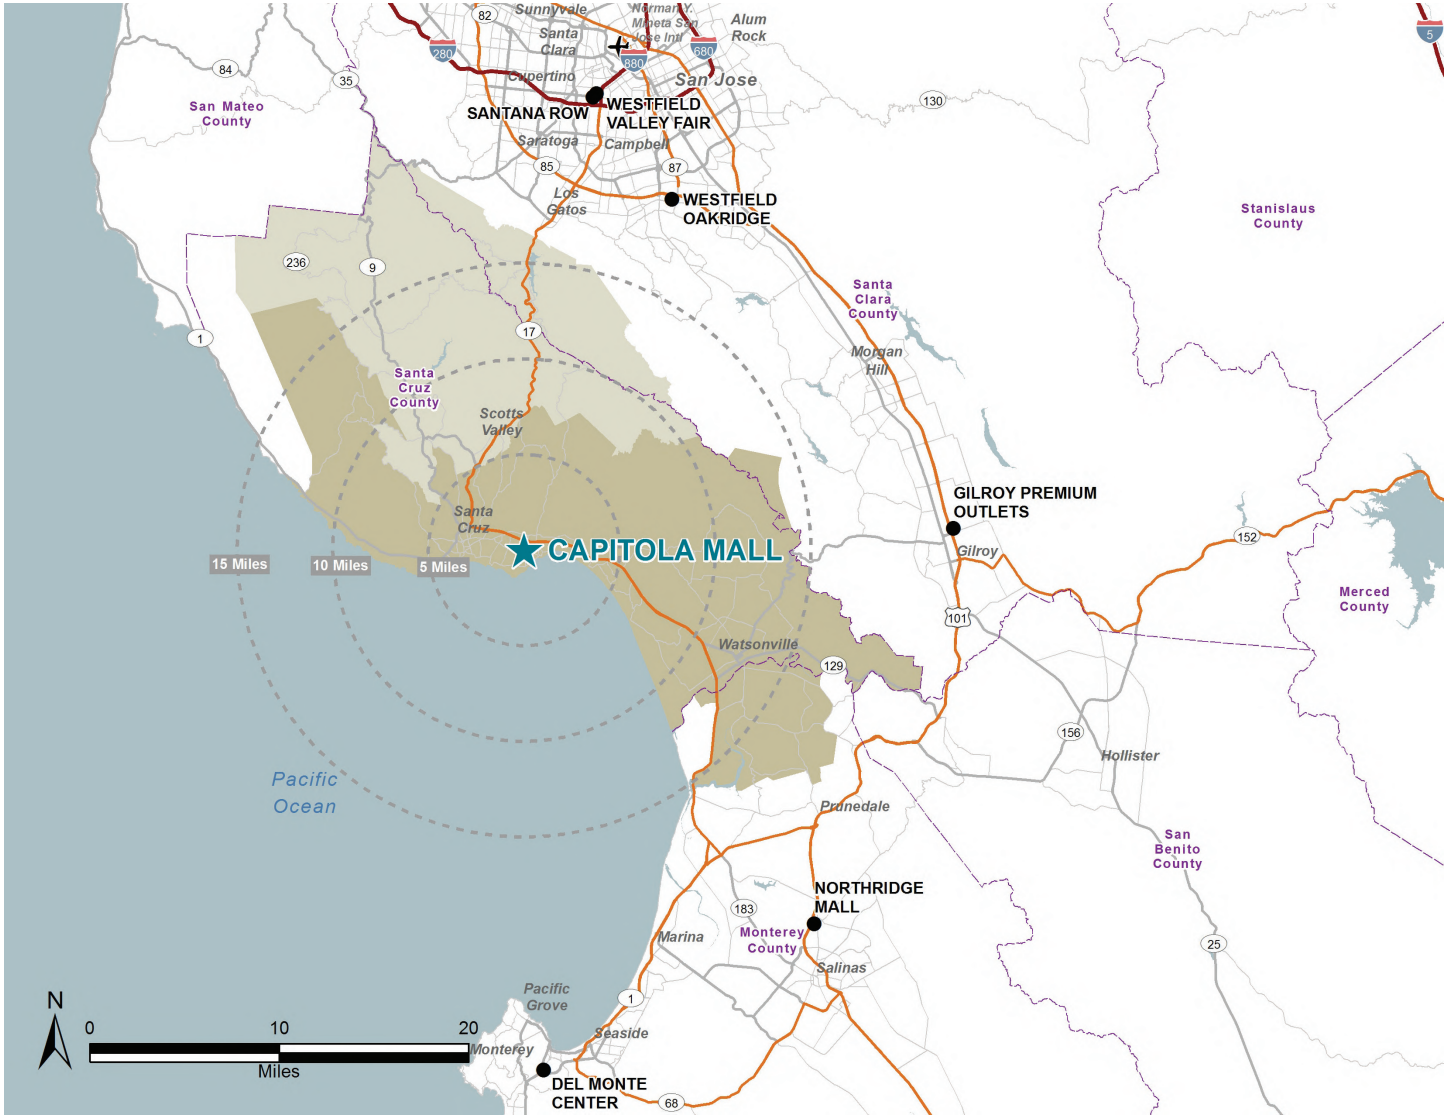 Sunnyvale
Norman Y.
Mineta San
Jose Intl
Alum
Rock
82
Santa
Clara
280
880
680
5
84
35
Cupertino
San Jose
130
San Mateo
County
SANTANA ROW
WESTFIELD
VALLEY FAIR
Saratoga
Campbell
85
87
Los
Gatos
WESTFIELD
OAKRIDGE
Stanislaus
County
236
9
Santa
Clara
County
17
1
Morgan
Hill
Santa
Cruz
County
Scotts
Valley
GILROY PREMIUM
OUTLETS
Santa
Cruz
CAPITOLA MALL
Gilroy
152
15 Miles
10 Miles
5 Miles
Merced
County
101
Watsonville
129
156
Hollister
Pacific
Ocean
Prunedale
San
Benito
County
NORTHRIDGE
MALL
183
Marina
Monterey
County
25
Salinas
Pacific
Grove
1
N
0
10
20
Miles
Seaside
Monterey
DEL MONTE
CENTER
68